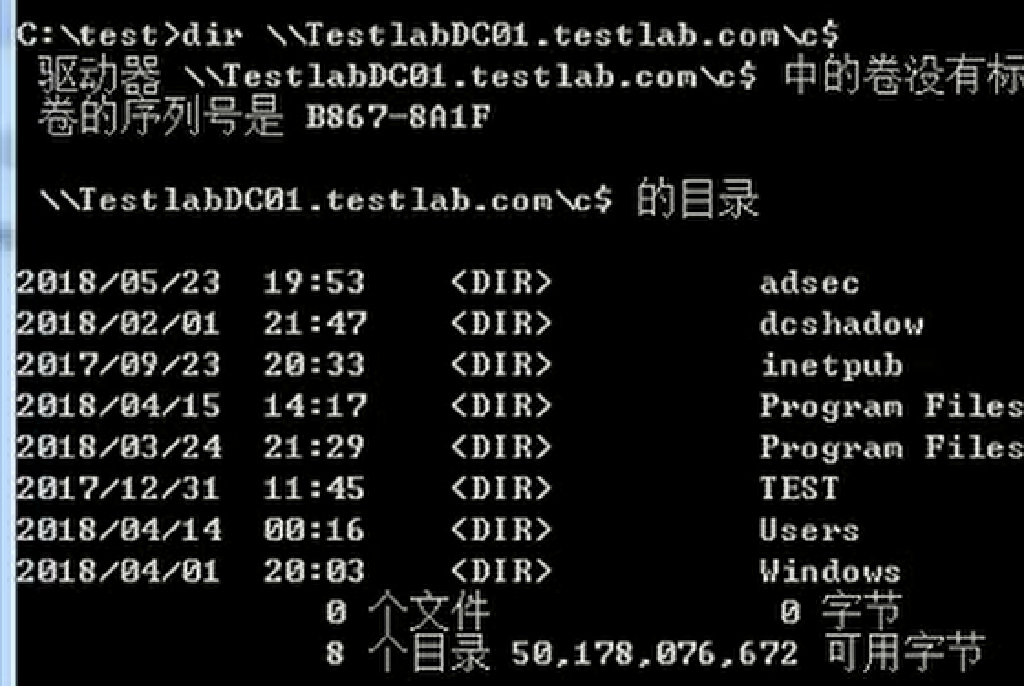 C:\test>dir \\TestlabDC01.testlab.com\c$
驱动器 \\TestlabDC01.testlab.com\c$ 中的卷没有标
卷的序列号是 B867-8A1F
\\TestlabDC01.testlab.com\c$ 的目录
2018/05/23  19:53    <DIR>          adsec
2018/02/01  21:47    <DIR>          dcshadow
2017/09/23  20:33    <DIR>          inetpub
2018/04/15  14:17    <DIR>          Program Files
2018/03/24  21:29    <DIR>          Program Files
2017/12/31  11:45    <DIR>          TEST
2018/04/14  00:16    <DIR>          Users
2018/04/01  20:03    <DIR>          Windows
0 个文件              0 字节
8 个目录 50,178,076,672 可用字节